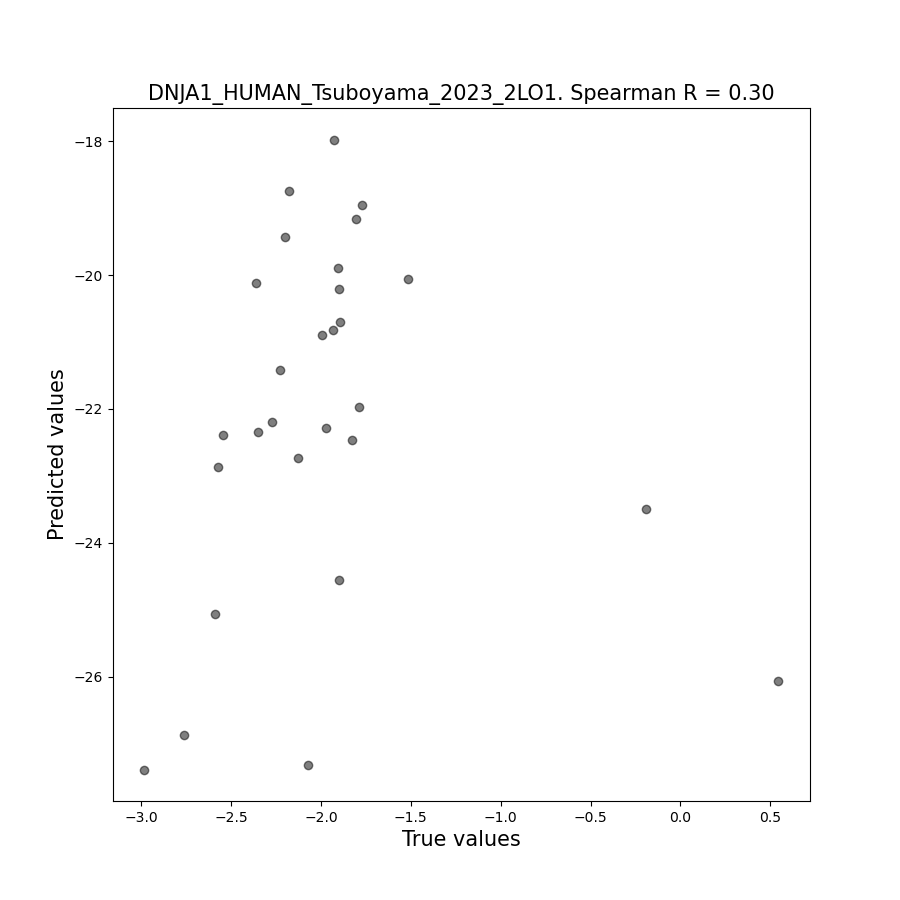 DNJA1_HUMAN_Tsuboyama_2023_2LO1. Spearman R = 0.30
−18
−20
−22
−24
−26
Predicted values
−3.0 −2.5 −2.0 −1.5 −1.0 −0.5 0.0 0.5
True values